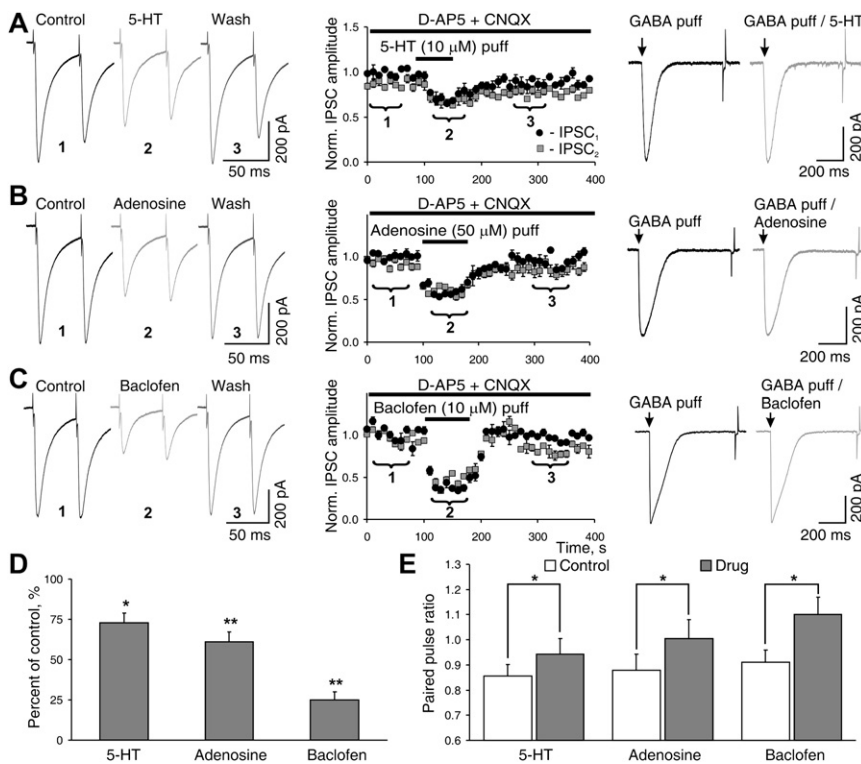 A
Control 5-HT Wash
1 2 3
200 pA
50 ms
Norm. IPSC amplitude
1.5
1.0
0.5
0.0
D-AP5 + CNQX
5-HT (10 μM) puff
1 2 3
- IPSC₁
- IPSC₂
0 100 200 300 400
GABA puff GABA puff / 5-HT
200 pA
200 ms
B
Control Adenosine Wash
1 2 3
200 pA
50 ms
Norm. IPSC amplitude
1.5
1.0
0.5
0.0
D-AP5 + CNQX
Adenosine (50 μM) puff
1 2 3
0 100 200 300 400
GABA puff GABA puff /
Adenosine
200 pA
200 ms
C
Control Baclofen Wash
1 2 3
200 pA
50 ms
Norm. IPSC amplitude
1.5
1.0
0.5
0.0
D-AP5 + CNQX
Baclofen (10 μM) puff
1 2 3
0 100 200 300 400
Time, s
GABA puff GABA puff /
Baclofen
200 pA
200 ms
D
Percent of control, %
100
75
50
25
0
* ** **
5-HT Adenosine Baclofen
E
Control Drug
Paired pulse ratio
1.3
1.2
1.1
1.0
0.9
0.8
0.7
0.6
* * *
5-HT Adenosine Baclofen